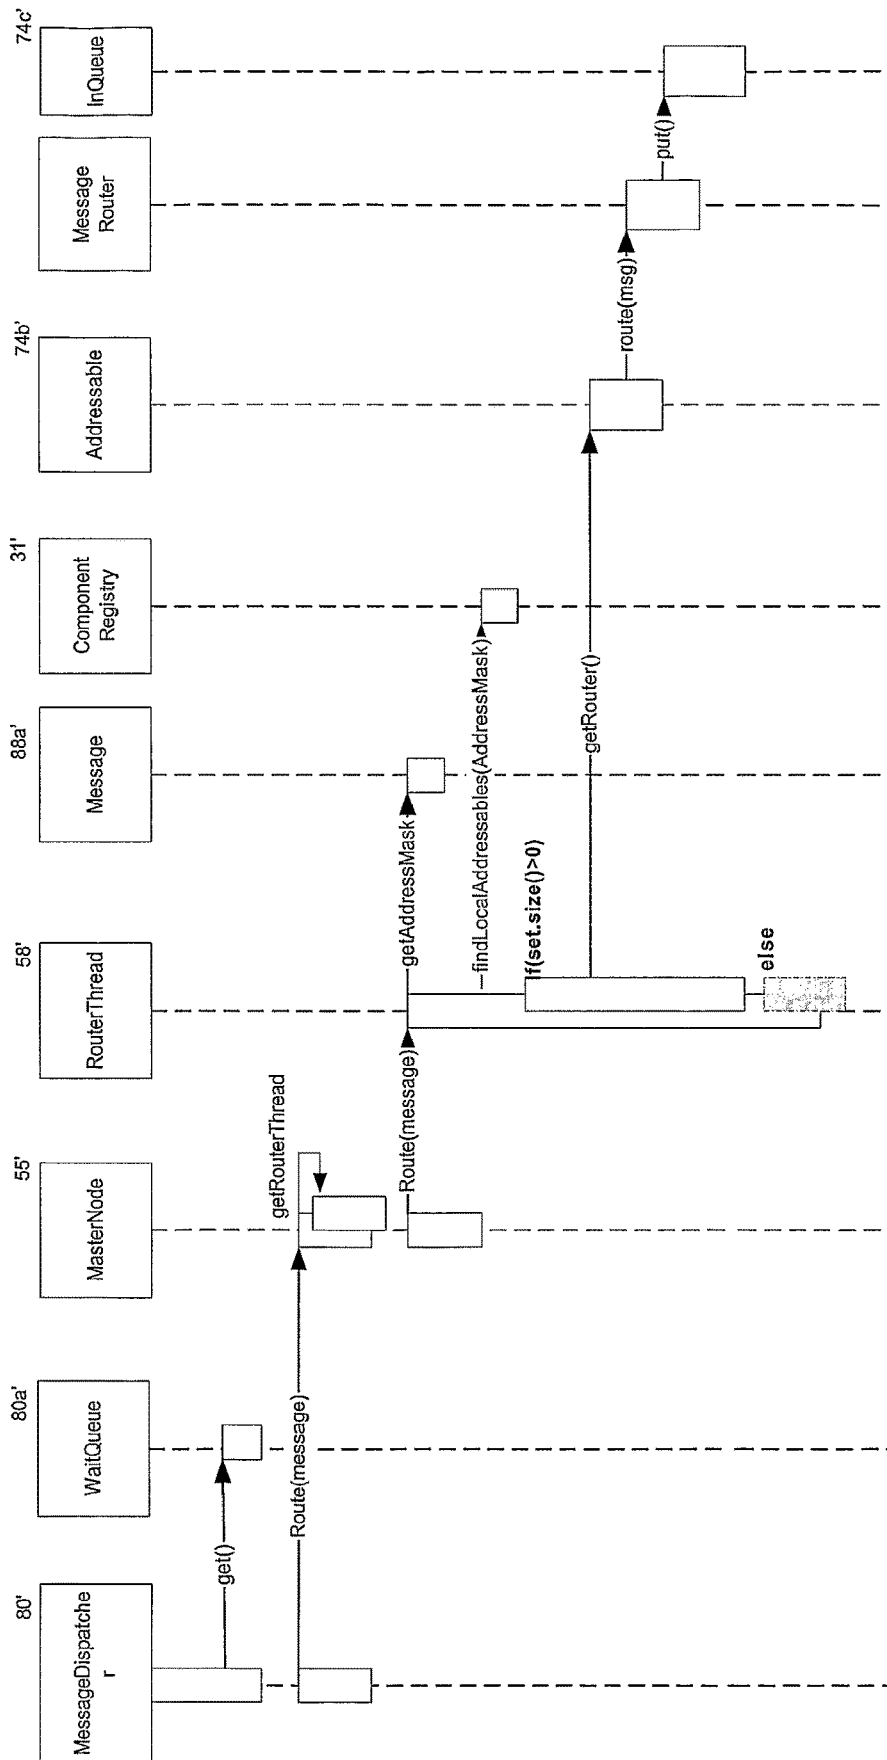 80'
MessageDispatche
r
80a'
WaitQueue
55'
MasterNode
58'
RouterThread
88a'
Message
31'
Component
Registry
74b'
Addressable
Message
Router
74c'
InQueue
get()
Route(message)
getRouterThread
Route(message)
getAddressMask
findLocalAddressables(AddressMask)
If(set.size()>0)
getRouter()
route(msg)
put()
else